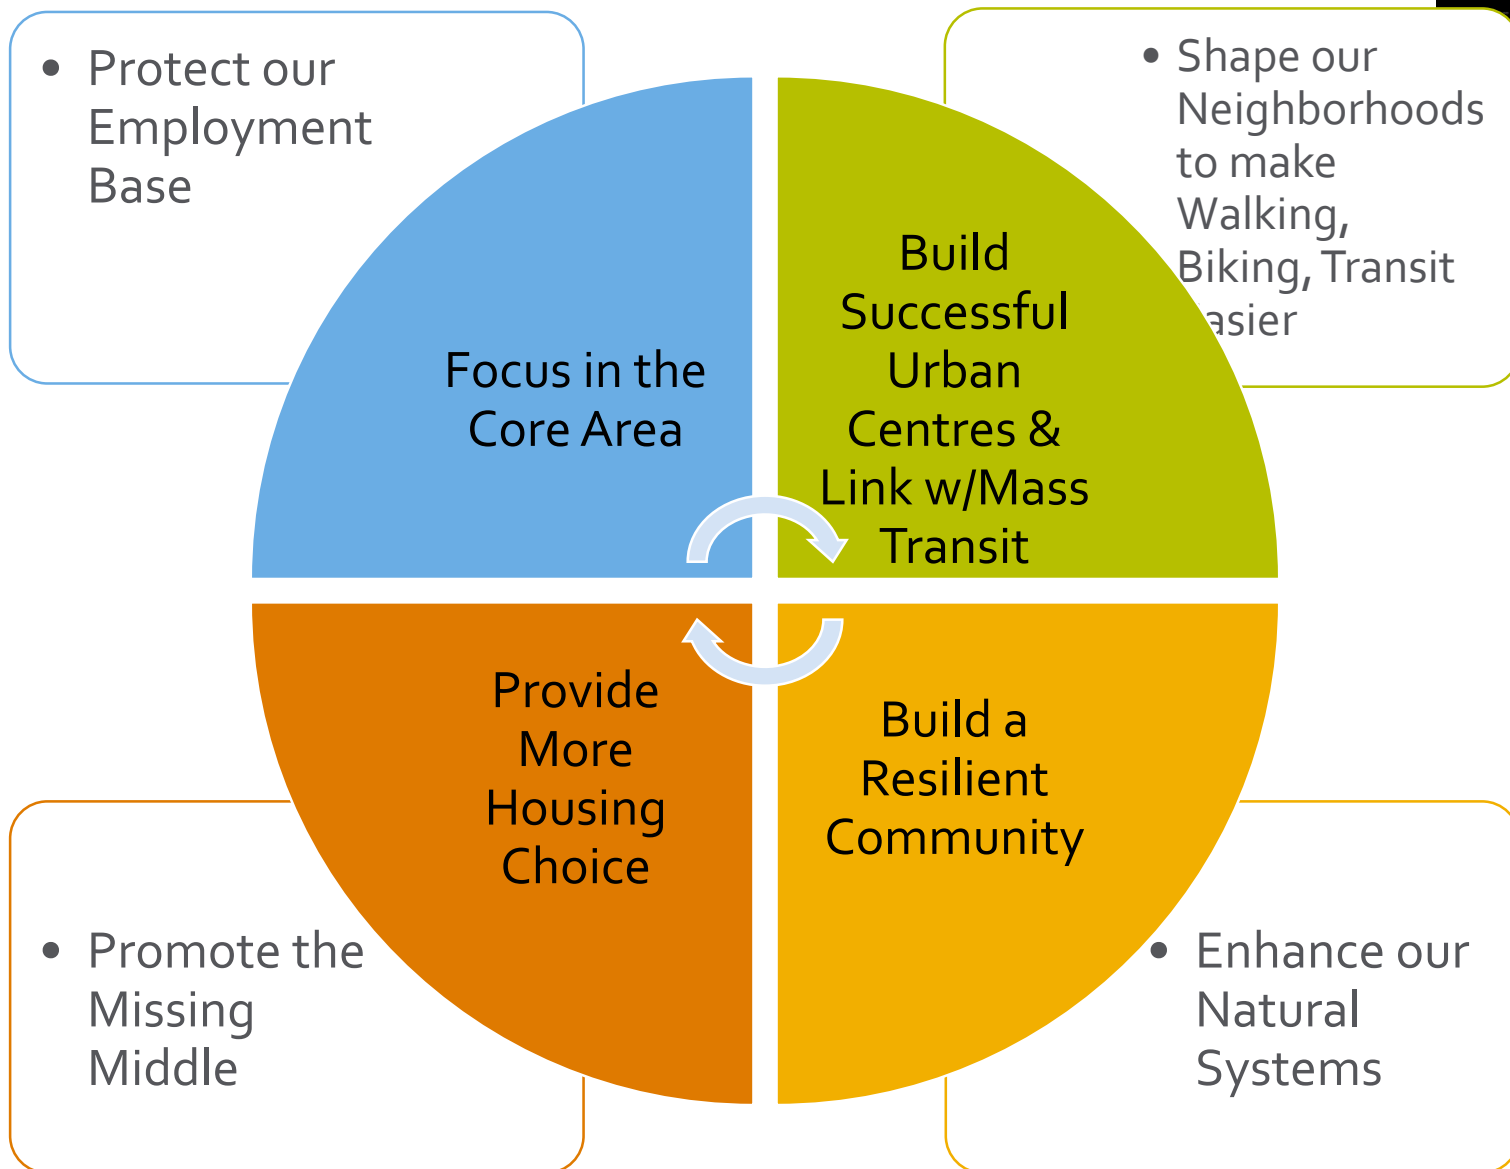 • Protect our
Employment
Base
• Shape our
Neighborhoods
to make
Walking,
Biking, Transit
asier
Focus in the
Core Area
Build
Successful
Urban
Centres &
Link w/Mass
Transit
Provide
More
Housing
Choice
Build a
Resilient
Community
• Promote the
Missing
Middle
• Enhance our
Natural
Systems